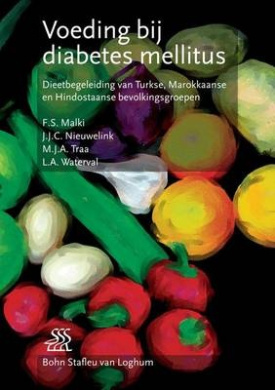 Voeding bij
diabetes mellitus
Dieetbegeleiding van Turkse, Marokkaanse
en Hindostaanse bevolkingsgroepen
F.S. Malki
J.J.C. Nieuwelink
M.J.A. Traa
L.A. Waterval
Bohn Stafleu van Loghum